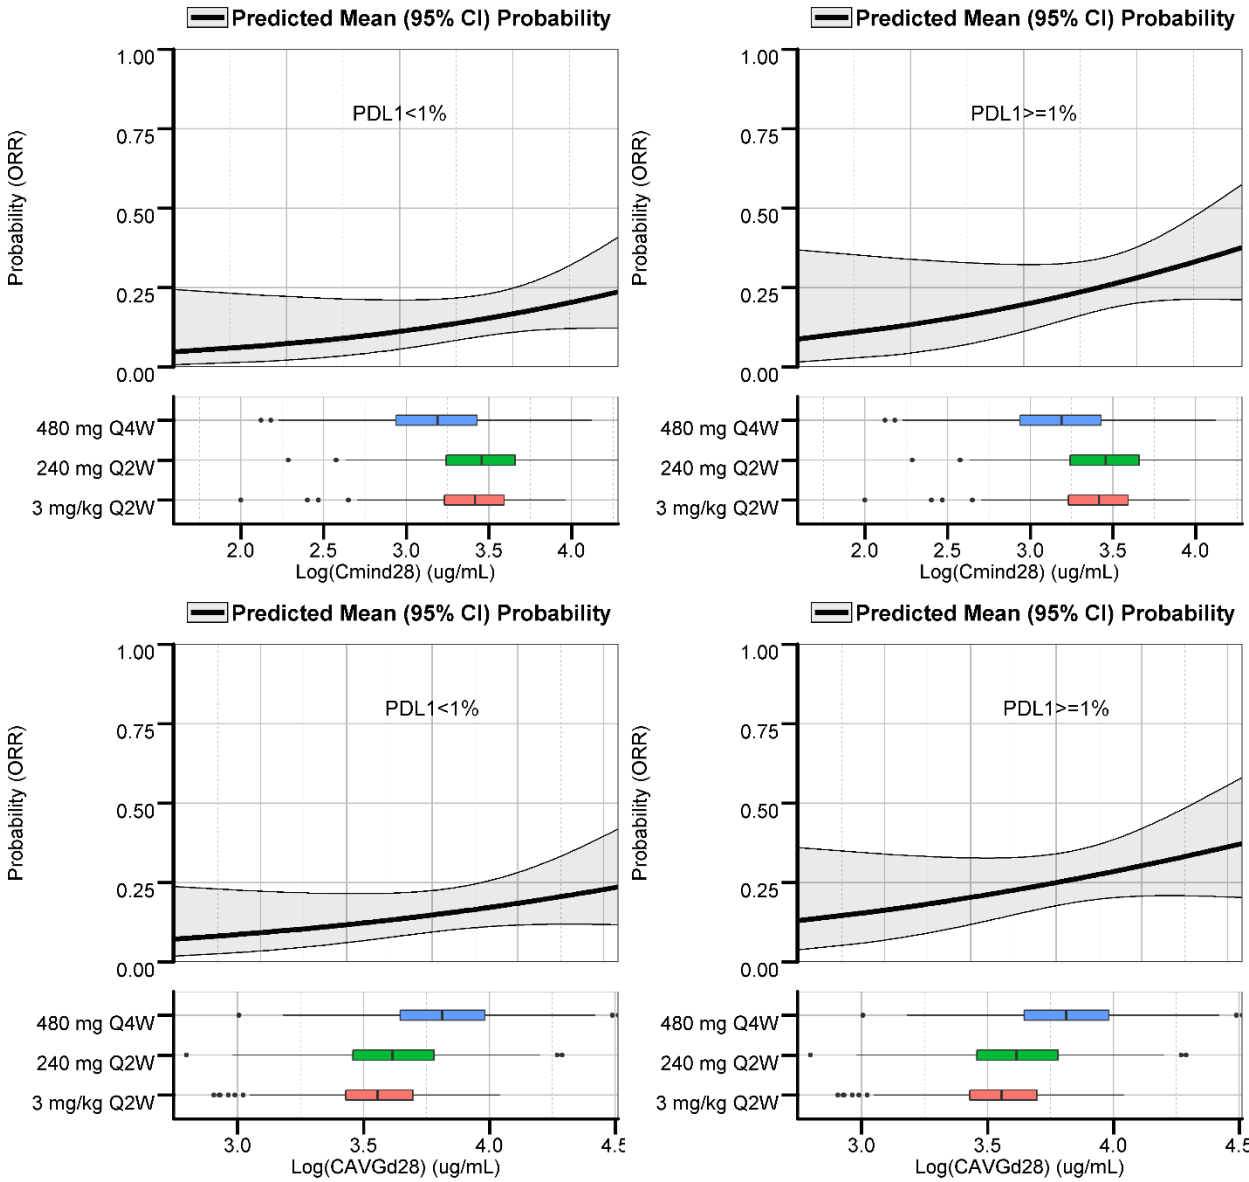 Predicted Mean (95% CI) Probability
Probability (ORR)
1.00
0.75
0.50
0.25
0.00
PDL1<1%
480 mg Q4W
240 mg Q2W
3 mg/kg Q2W
2.0 2.5 3.0 3.5 4.0
Log(Cmind28) (ug/mL)
Predicted Mean (95% CI) Probability
Probability (ORR)
1.00
0.75
0.50
0.25
0.00
PDL1>=1%
480 mg Q4W
240 mg Q2W
3 mg/kg Q2W
2.0 2.5 3.0 3.5 4.0
Log(Cmind28) (ug/mL)
Predicted Mean (95% CI) Probability
Probability (ORR)
1.00
0.75
0.50
0.25
0.00
PDL1<1%
480 mg Q4W
240 mg Q2W
3 mg/kg Q2W
3.0 3.5 4.0 4.5
Log(CAVGd28) (ug/mL)
Predicted Mean (95% CI) Probability
Probability (ORR)
1.00
0.75
0.50
0.25
0.00
PDL1>=1%
480 mg Q4W
240 mg Q2W
3 mg/kg Q2W
3.0 3.5 4.0 4.5
Log(CAVGd28) (ug/mL)